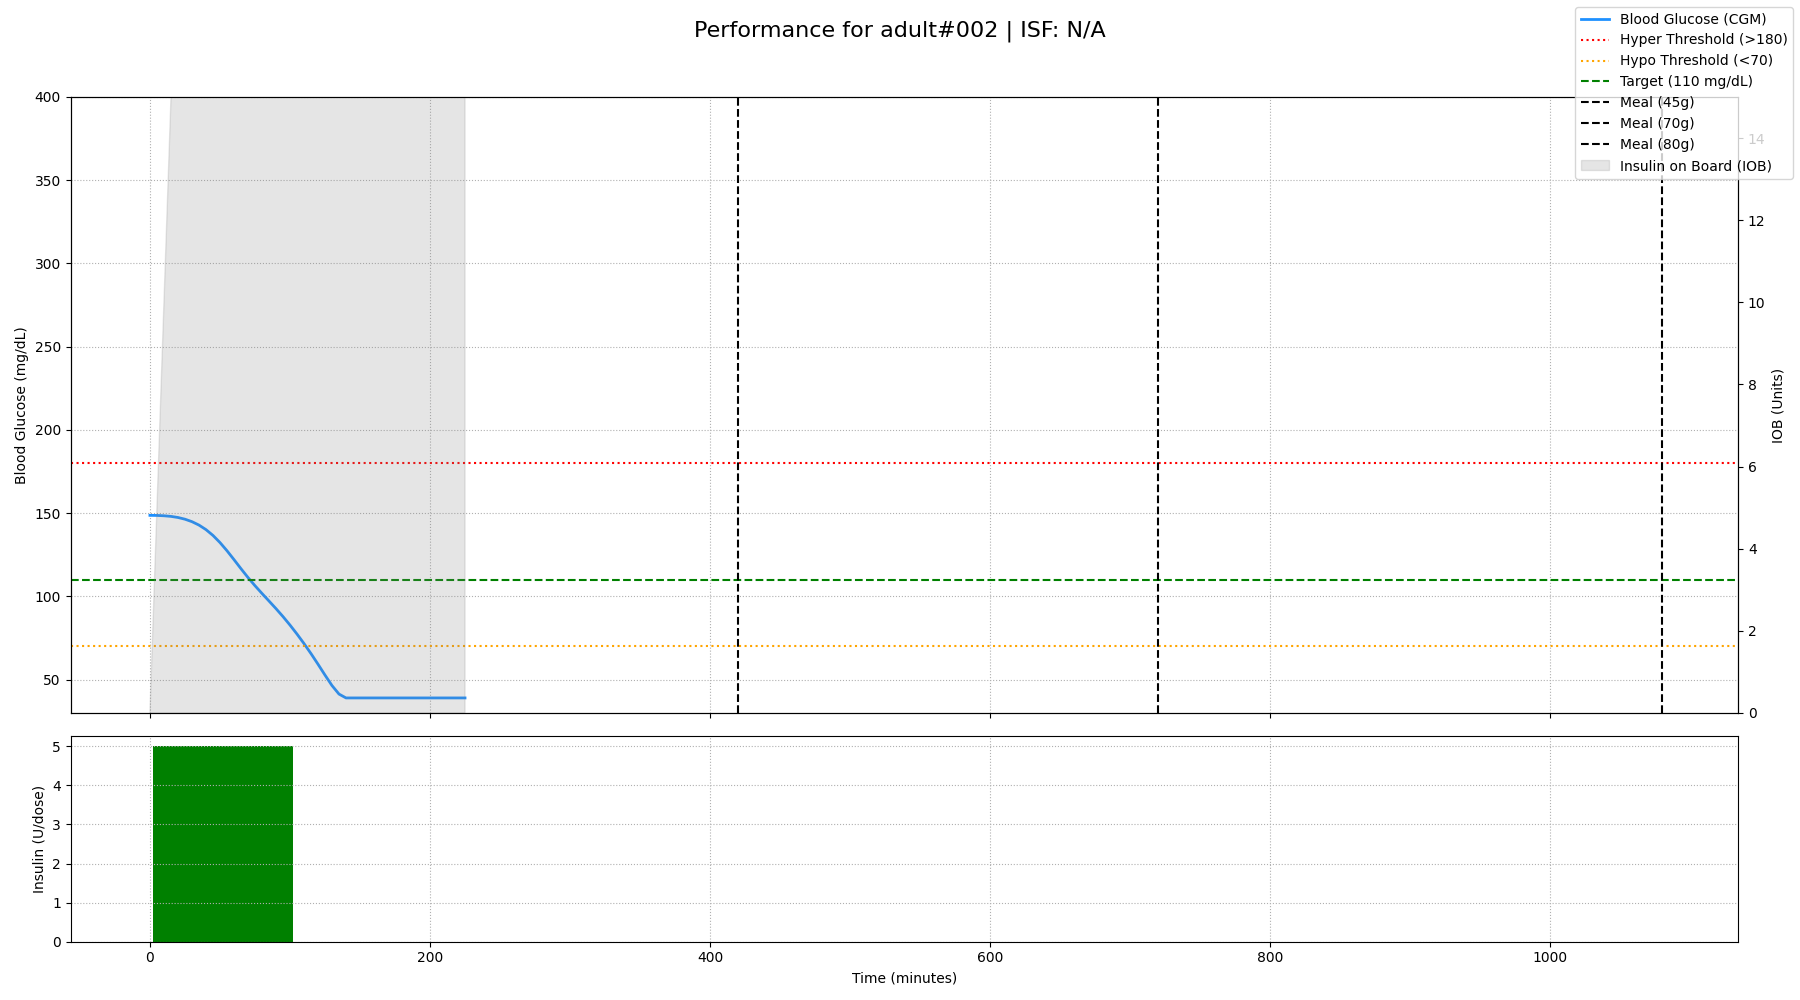 Performance for adult#002 | ISF: N/A
Blood Glucose (CGM)
Hyper Threshold (>180)
Hypo Threshold (<70)
Target (110 mg/dL)
Meal (45g)
Meal (70g)
Meal (80g)
Insulin on Board (IOB)
Blood Glucose (mg/dL)
400
350
300
250
200
150
100
50
14
12
10
8
6
4
2
0
IOB (Units)
Insulin (U/dose)
5
4
3
2
1
0
0
200
400
600
800
1000
Time (minutes)